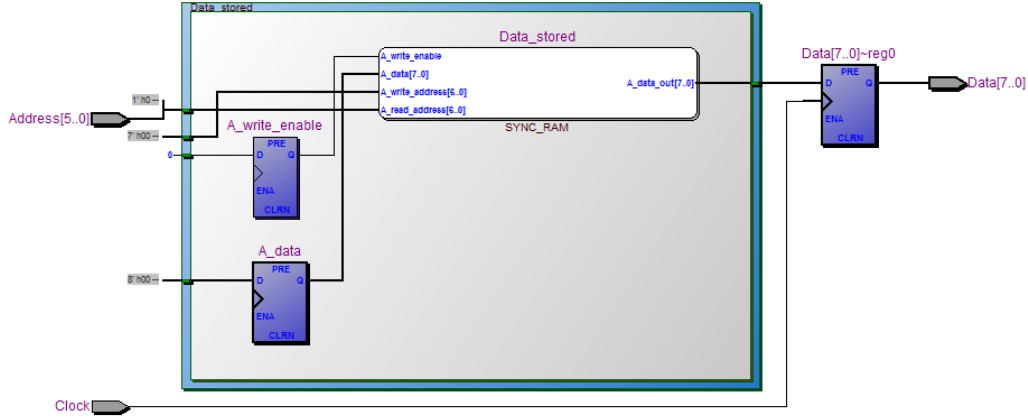 Data_stored
Data_stored
A_write_enable
A_data[7..0]
A_write_address[6..0]
A_read_address[6..0]
A_data_out[7..0]
SYNC_RAM
Data[7..0]~reg0
PRE
D
Q
ENA
CLRN
Data[7..0]
1' h0
Address[5..0]
7' h00
A_write_enable
0
PRE
D
Q
ENA
CLRN
A_data
8' h00
PRE
D
Q
ENA
CLRN
Clock